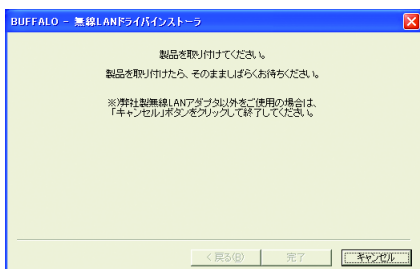 BUFFALO - 無線LANドライバインストーラ
製品を取り付けてください。
製品を取り付けたら、そのまましばらくお待ちください。
※弊社製無線LANアダプタ以外をご使用の場合は、
「キャンセル」ボタンをクリックして終了してください。
< 戻る(B)
完了
キャンセル